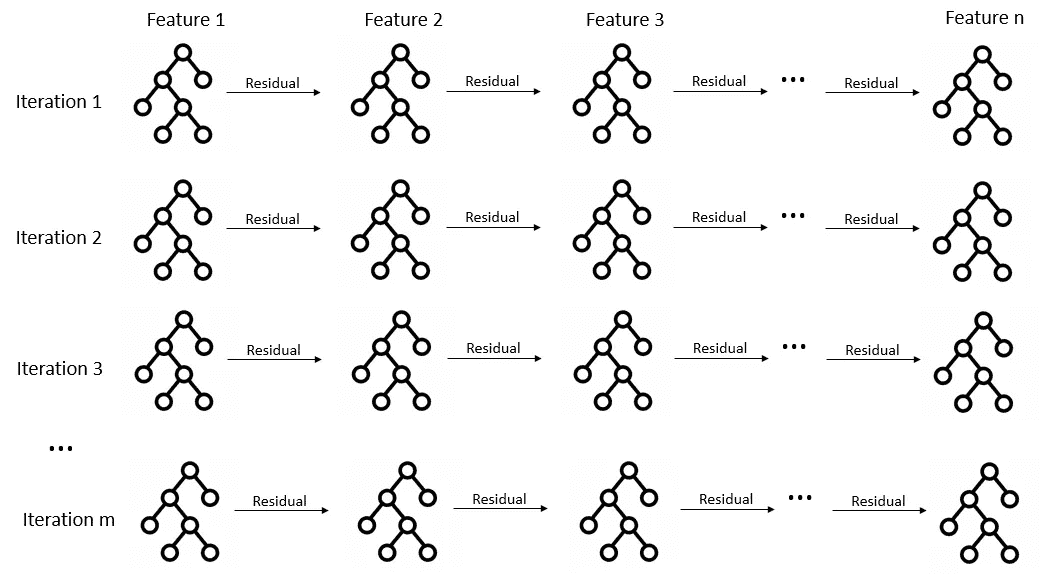 Feature 1 Feature 2 Feature 3 Feature n
Iteration 1 Residual Residual Residual ... Residual
Iteration 2 Residual Residual Residual ... Residual
Iteration 3 Residual Residual Residual ... Residual
...
Iteration m Residual Residual Residual ... Residual